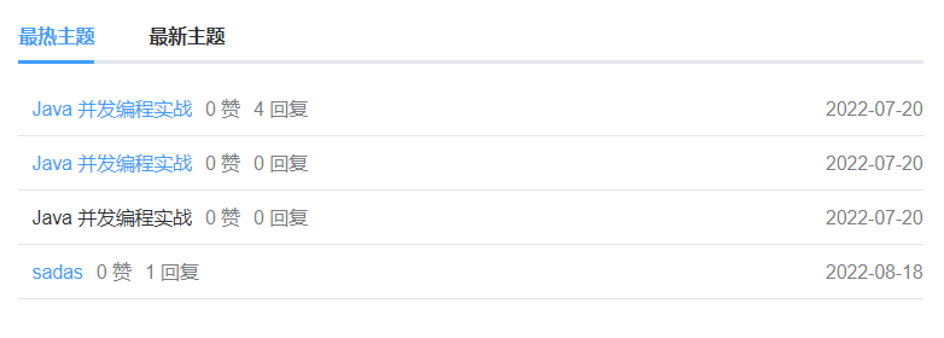 最热主题 最新主题
Java 并发编程实战 0 赞 4 回复 2022-07-20
Java 并发编程实战 0 赞 0 回复 2022-07-20
Java 并发编程实战 0 赞 0 回复 2022-07-20
sadas 0 赞 1 回复 2022-08-18